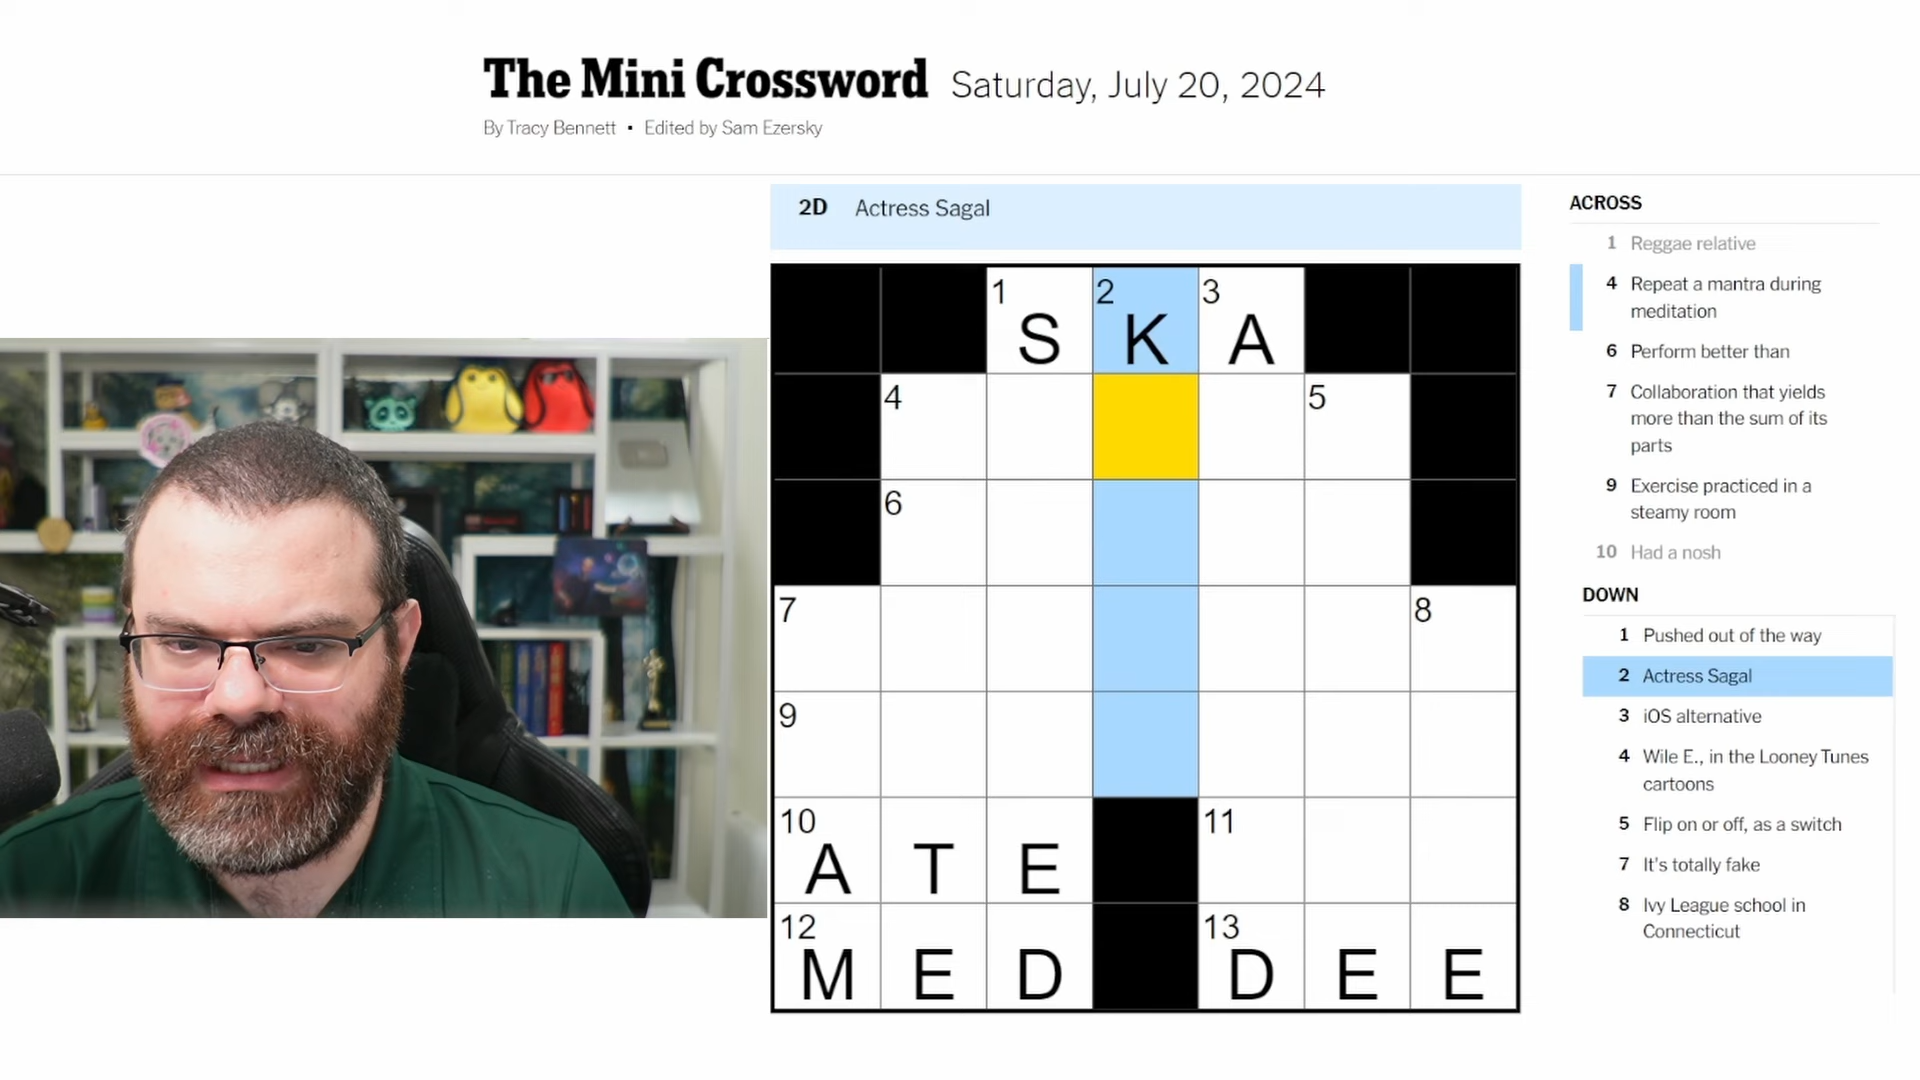 The Mini Crossword Saturday, July 20, 2024
By Tracy Bennett • Edited by Sam Ezersky
2D Actress Sagal
1 2 3
S K A
4 5
6
7 8
9
10 11
A T E
12 13
M E D D E E
ACROSS
1 Reggae relative
4 Repeat a mantra during
meditation
6 Perform better than
7 Collaboration that yields
more than the sum of its
parts
9 Exercise practiced in a
steamy room
10 Had a nosh
DOWN
1 Pushed out of the way
2 Actress Sagal
3 iOS alternative
4 Wile E., in the Looney Tunes
cartoons
5 Flip on or off, as a switch
7 It's totally fake
8 Ivy League school in
Connecticut